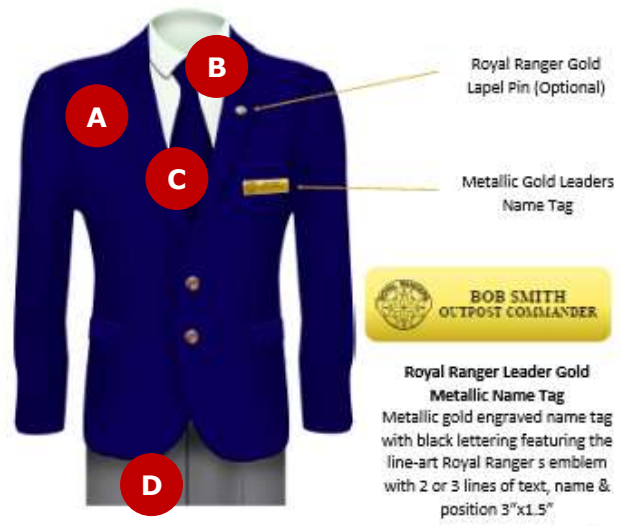 A
B
C
D
Royal Ranger Gold
Lapel Pin (Optional)
Metallic Gold Leaders
Name Tag
BOB SMITH
OUTPOST COMMANDER
Royal Ranger Leader Gold
Metallic Name Tag
Metallic gold engraved name tag
with black lettering featuring the
line-art Royal Ranger s emblem
with 2 or 3 lines of text, name &
position 3"x1.5"